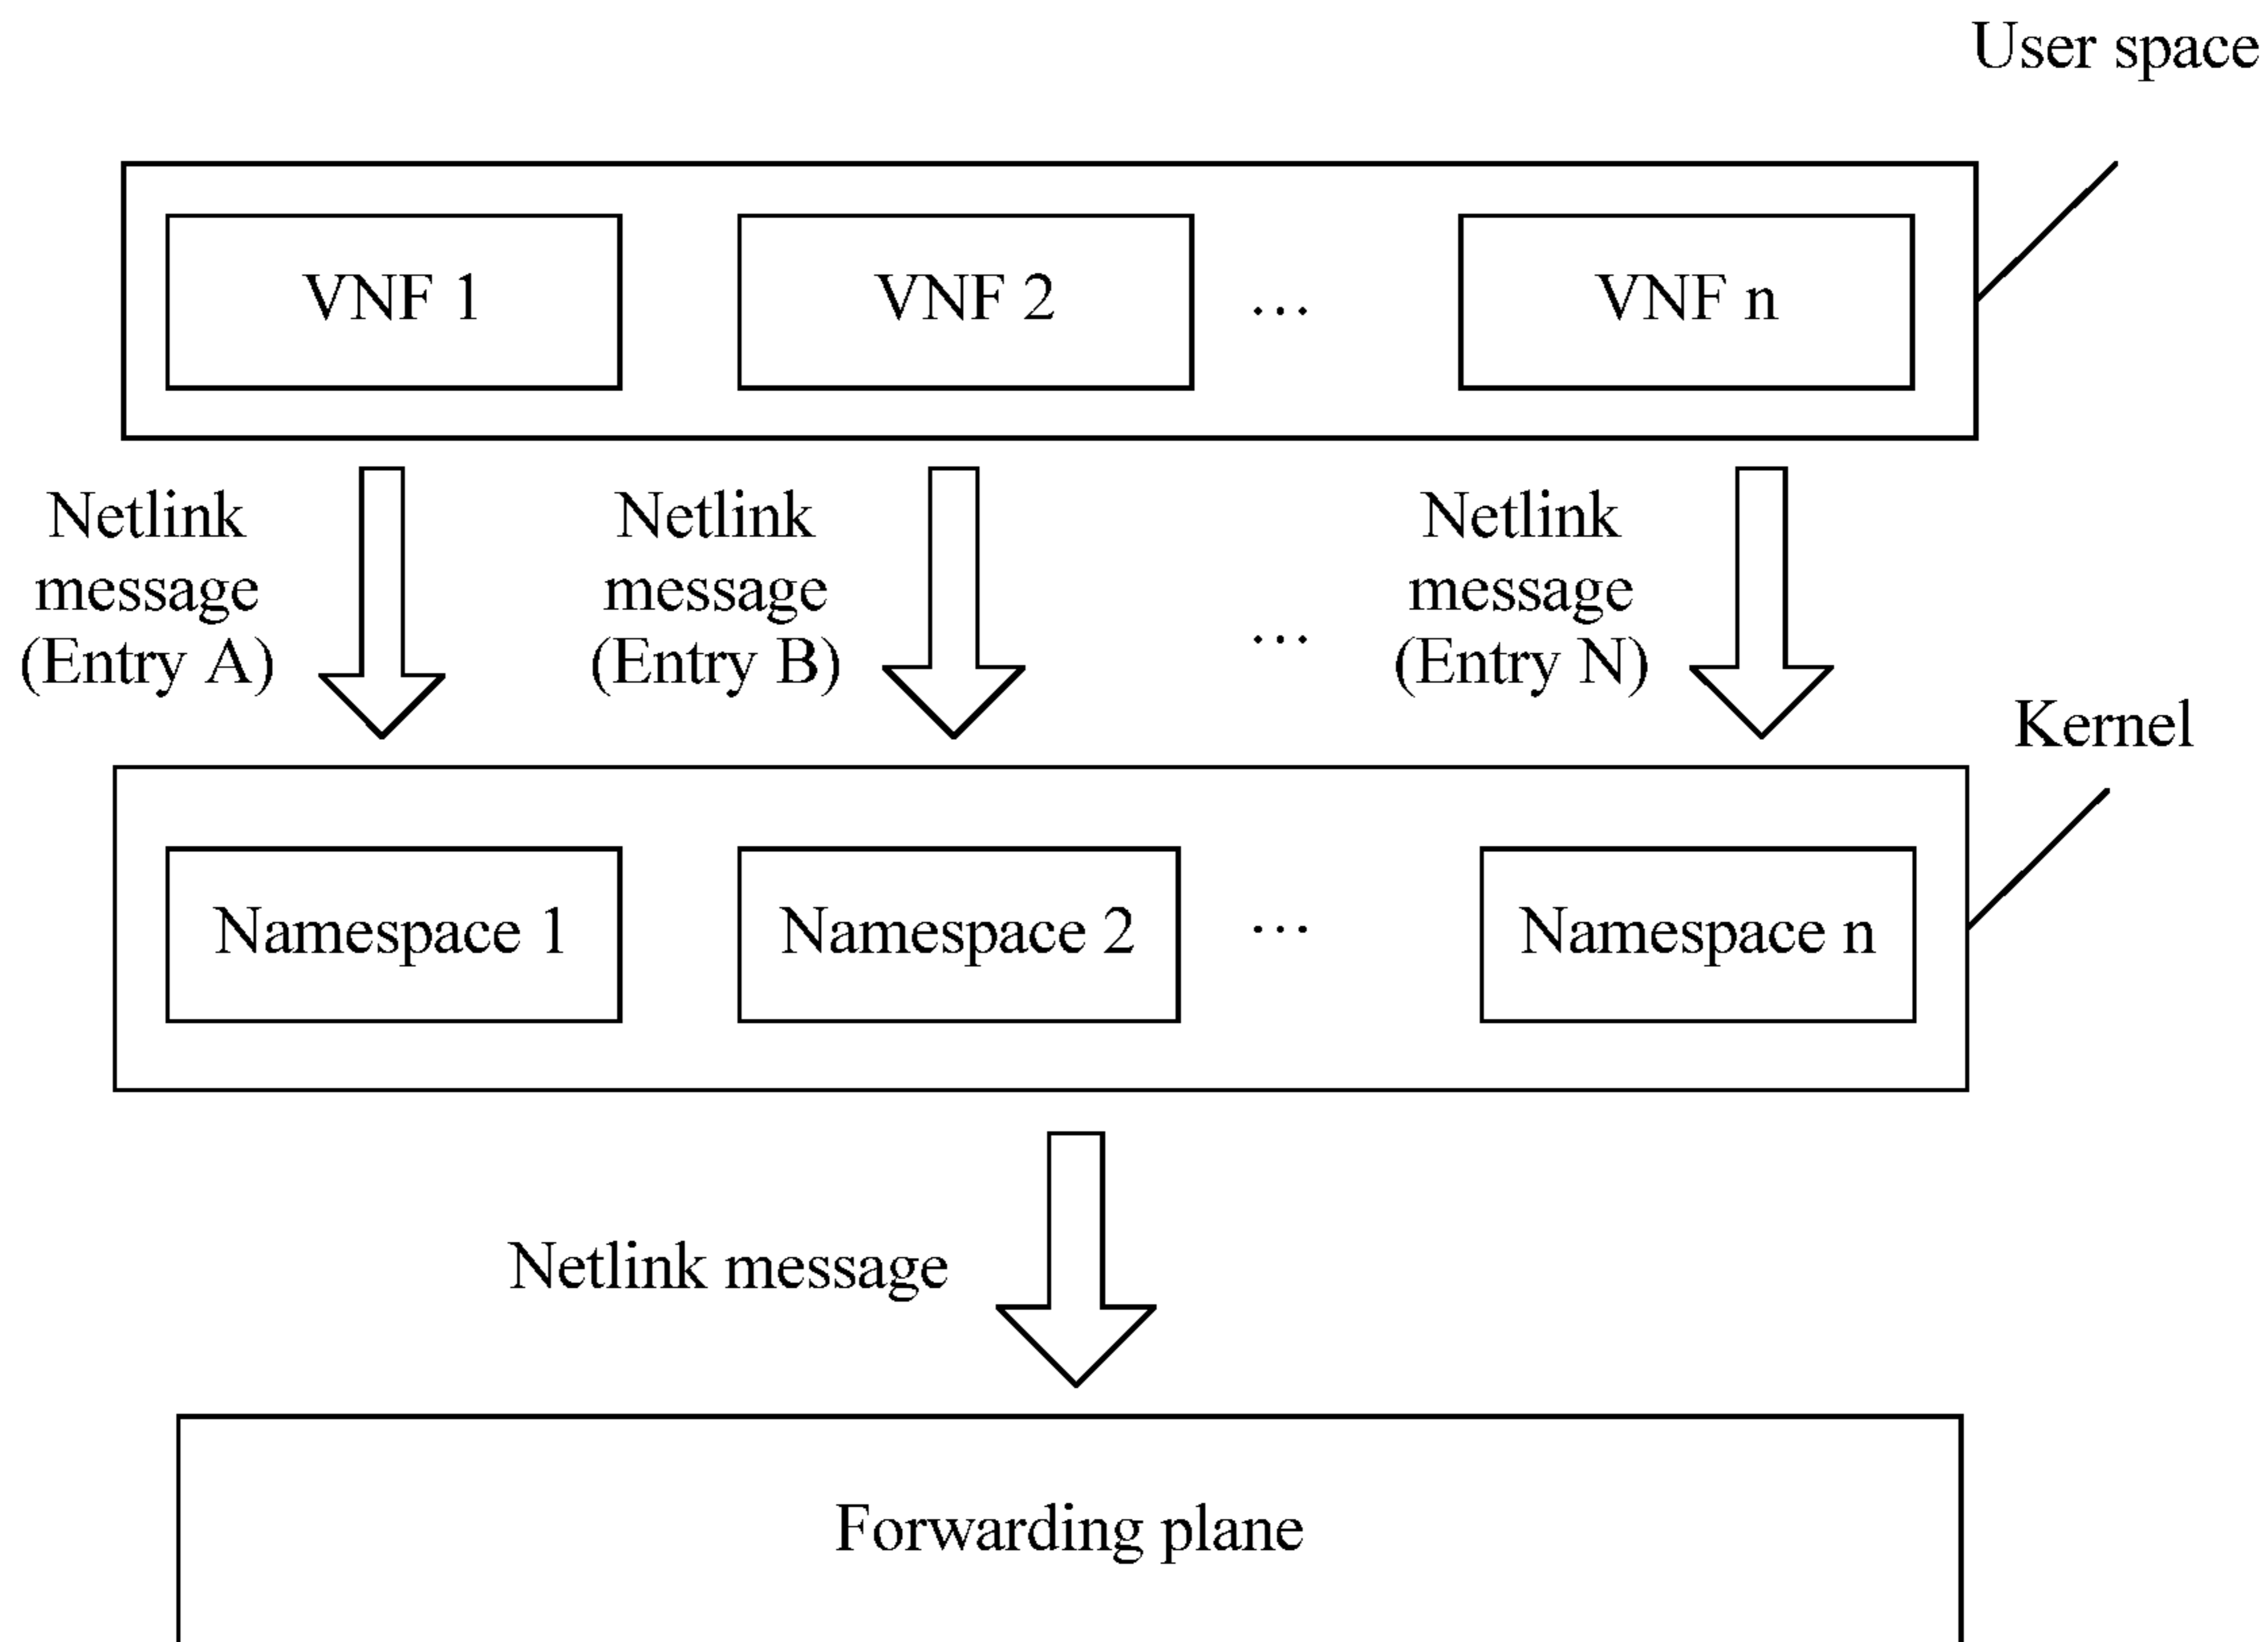 User space
VNF 1
VNF 2
...
VNF n
Netlink
message
(Entry A)
Netlink
message
(Entry B)
...
Netlink
message
(Entry N)
Kernel
Namespace 1
Namespace 2
...
Namespace n
Netlink message
Forwarding plane